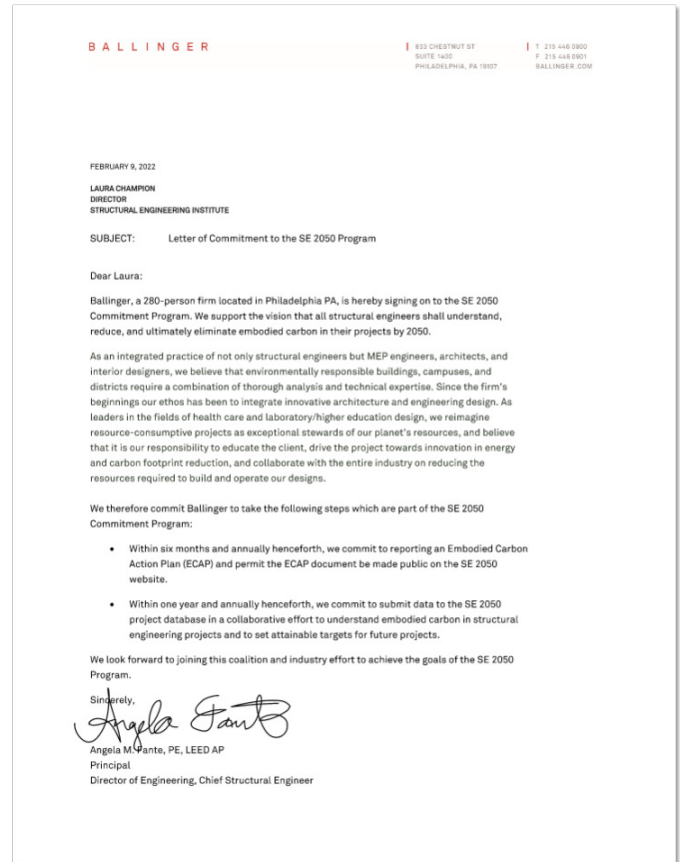 BALLINGER
833 CHESTNUT ST
SUITE 1400
PHILADELPHIA, PA 19107
T 215 446 0900
F 215 446 0901
BALLINGER.COM
FEBRUARY 9, 2022
LAURA CHAMPION
DIRECTOR
STRUCTURAL ENGINEERING INSTITUTE
SUBJECT: Letter of Commitment to the SE 2050 Program
Dear Laura:
Ballinger, a 280-person firm located in Philadelphia PA, is hereby signing on to the SE 2050
Commitment Program. We support the vision that all structural engineers shall understand,
reduce, and ultimately eliminate embodied carbon in their projects by 2050.
As an integrated practice of not only structural engineers but MEP engineers, architects, and
interior designers, we believe that environmentally responsible buildings, campuses, and
districts require a combination of thorough analysis and technical expertise. Since the firm's
beginnings our ethos has been to integrate innovative architecture and engineering design. As
leaders in the fields of health care and laboratory/higher education design, we reimagine
resource-consumptive projects as exceptional stewards of our planet's resources, and believe
that it is our responsibility to educate the client, drive the project towards innovation in energy
and carbon footprint reduction, and collaborate with the entire industry on reducing the
resources required to build and operate our designs.
We therefore commit Ballinger to take the following steps which are part of the SE 2050
Commitment Program:
• Within six months and annually henceforth, we commit to reporting an Embodied Carbon
Action Plan (ECAP) and permit the ECAP document be made public on the SE 2050
website.
• Within one year and annually henceforth, we commit to submit data to the SE 2050
project database in a collaborative effort to understand embodied carbon in structural
engineering projects and to set attainable targets for future projects.
We look forward to joining this coalition and industry effort to achieve the goals of the SE 2050
Program.
Sincerely,
Angela Fante
Angela M. Fante, PE, LEED AP
Principal
Director of Engineering, Chief Structural Engineer